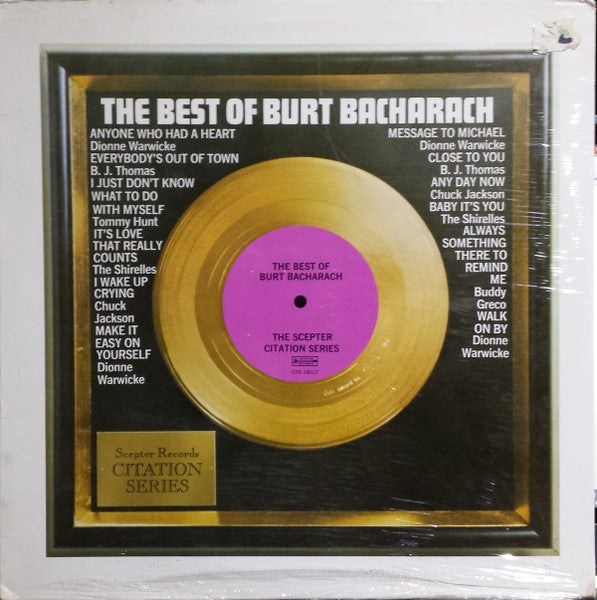 THE BEST OF BURT BACHARACH
ANYONE WHO HAD A HEART
Dionne Warwicke
EVERYBODY'S OUT OF TOWN
B. J. Thomas
I JUST DON'T KNOW
WHAT TO DO
WITH MYSELF
Tommy Hunt
IT'S LOVE
THAT REALLY
COUNTS
The Shirelles
I WAKE UP
CRYING
Chuck
Jackson
MAKE IT
EASY ON
YOURSELF
Dionne
Warwicke
MESSAGE TO MICHAEL
Dionne Warwicke
CLOSE TO YOU
B. J. Thomas
ANY DAY NOW
Chuck Jackson
BABY IT'S YOU
The Shirelles
ALWAYS
SOMETHING
THERE TO
REMIND
ME
Buddy
Greco
WALK
ON BY
Dionne
Warwicke
THE BEST OF
BURT BACHARACH
THE SCEPTER
CITATION SERIES
CTN 18012
Scepter Records
CITATION
SERIES